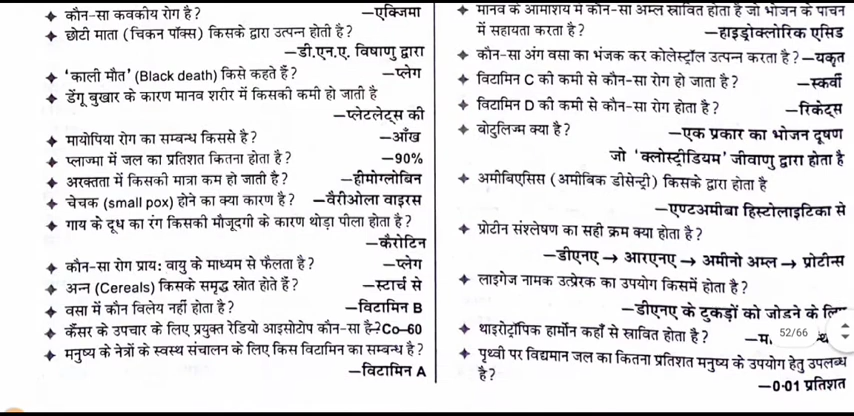 ✦ कौन-सा कवकीय रोग है? —एक्जिमा
✦ छोटी माता (चिकन पॉक्स) किसके द्वारा उत्पन्न होती है?
—डी.एन.ए. विषाणु द्वारा
✦ 'काली मौत' (Black death) किसे कहते हैं? —प्लेग
✦ डेंगू बुखार के कारण मानव शरीर में किसकी कमी हो जाती है
—प्लेटलेट्स की
✦ मायोपिया रोग का सम्बन्ध किससे है? —आँख
✦ प्लाज्मा में जल का प्रतिशत कितना होता है? —90%
✦ अरक्तता में किसकी मात्रा कम हो जाती है? —हीमोग्लोबिन
✦ चेचक (small pox) होने का क्या कारण है? —वैरीओला वाइरस
✦ गाय के दूध का रंग किसकी मौजूदगी के कारण थोड़ा पीला होता है?
—कैरोटिन
✦ कौन-सा रोग प्रायः वायु के माध्यम से फैलता है? —प्लेग
✦ अन्न (Cereals) किसके समृद्ध स्रोत होते हैं? —स्टार्च से
✦ वसा में कौन विलेय नहीं होता है? —विटामिन B
✦ कैंसर के उपचार के लिए प्रयुक्त रेडियो आइसोटोप कौन-सा है–?Co–60
✦ मनुष्य के नेत्रों के स्वस्थ संचालन के लिए किस विटामिन का सम्बन्ध है?
—विटामिन A
✦ मानव के आमाशय में कौन-सा अम्ल स्रावित होता है जो भोजन के पाचन
में सहायता करता है? —हाइड्रोक्लोरिक एसिड
✦ कौन-सा अंग वसा का भंजक कर कोलेस्ट्रॉल उत्पन्न करता है?—यकृत
✦ विटामिन C की कमी से कौन-सा रोग हो जाता है? —स्कर्वी
✦ विटामिन D की कमी से कौन-सा रोग होता है? —रिकेट्स
✦ बोटुलिज्म क्या है? —एक प्रकार का भोजन दूषण
जो 'क्लोस्ट्रीडियम' जीवाणु द्वारा होता है
✦ अमीबिएसिस (अमीबिक डीसेन्ट्री) किसके द्वारा होता है
—एण्टअमीबा हिस्टोलाइटिका से
✦ प्रोटीन संश्लेषण का सही क्रम क्या होता है?
—डीएनए → आरएनए → अमीनो अम्ल → प्रोटीन्स
✦ लाइगेज नामक उत्प्रेरक का उपयोग किसमें होता है?
—डीएनए के टुकड़ों को जोडने के
✦ थाइरोट्रॉपिक हार्मोन कहाँ से स्रावित होता है?
52/66
✦ पृथ्वी पर विद्यमान जल का कितना प्रतिशत मनुष्य के उपयोग हेतु उपलब्ध
है?
—0·01 प्रतिशत